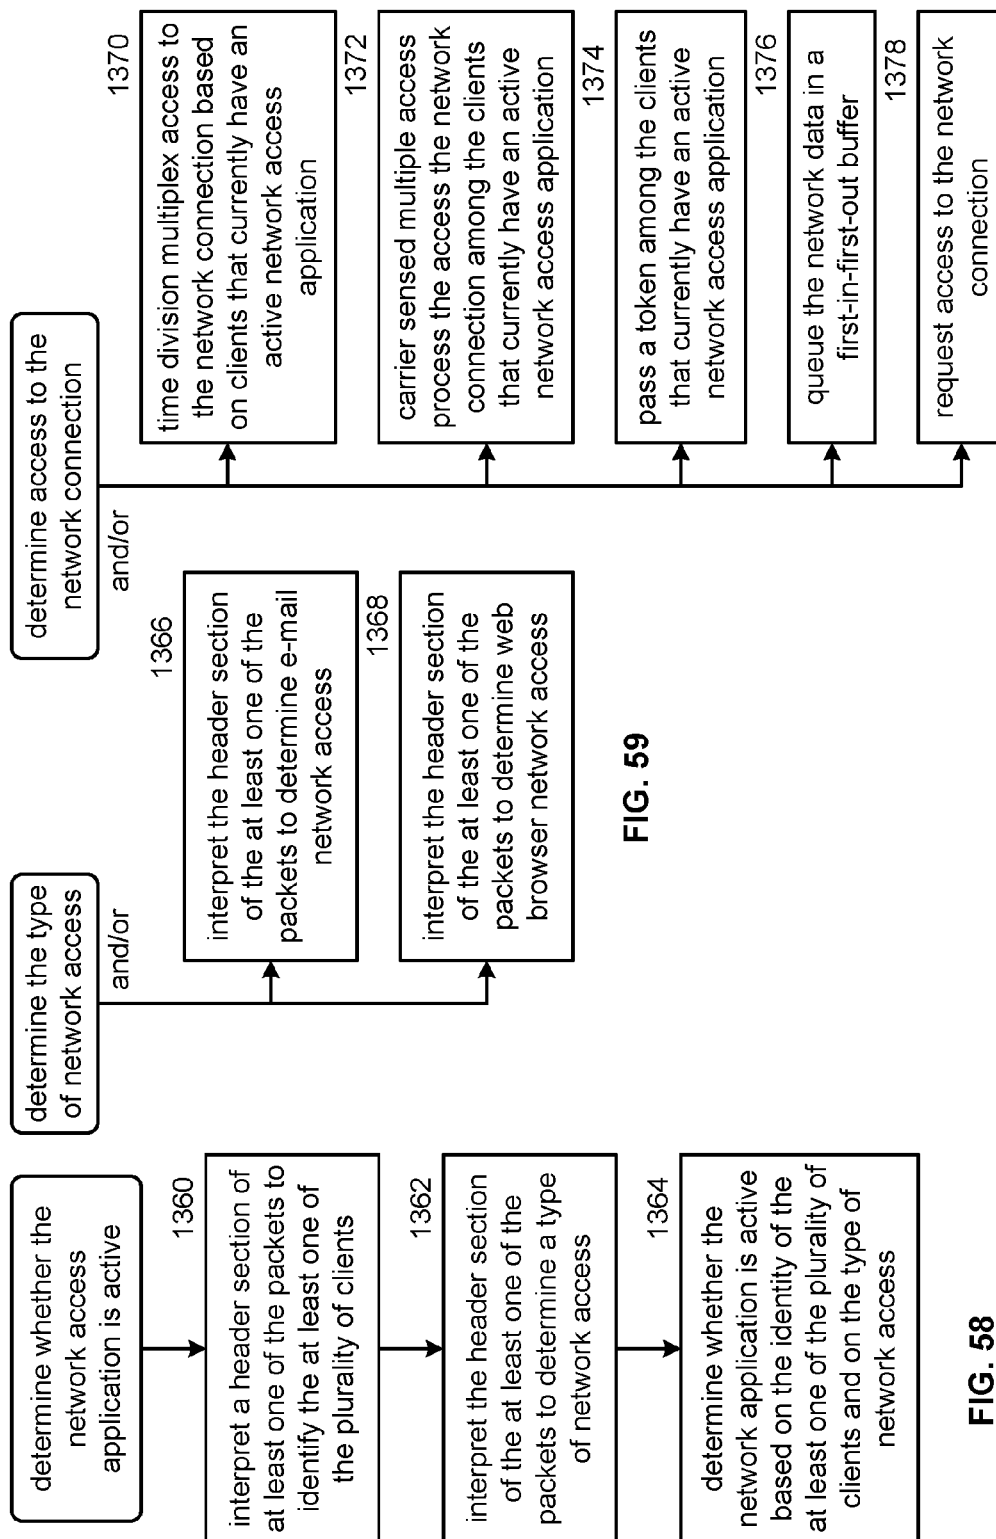 determine whether the
network access
application is active
1360
interpret a header section of
at least one of the packets to
identify the at least one of
the plurality of clients
1362
interpret the header section
of the at least one of the
packets to determine a type
of network access
1364
determine whether the
network application is active
based on the identity of the
at least one of the plurality of
clients and on the type of
network access
FIG. 58
determine the type
of network access
and/or
1366
interpret the header section
of the at least one of the
packets to determine e-mail
network access
1368
interpret the header section
of the at least one of the
packets to determine web
browser network access
FIG. 59
determine access to the
network connection
and/or
1370
time division multiplex access to
the network connection based
on clients that currently have an
active network access
application
1372
carrier sensed multiple access
process the access the network
connection among the clients
that currently have an active
network access application
1374
pass a token among the clients
that currently have an active
network access application
1376
queue the network data in a
first-in-first-out buffer
1378
request access to the network
connection